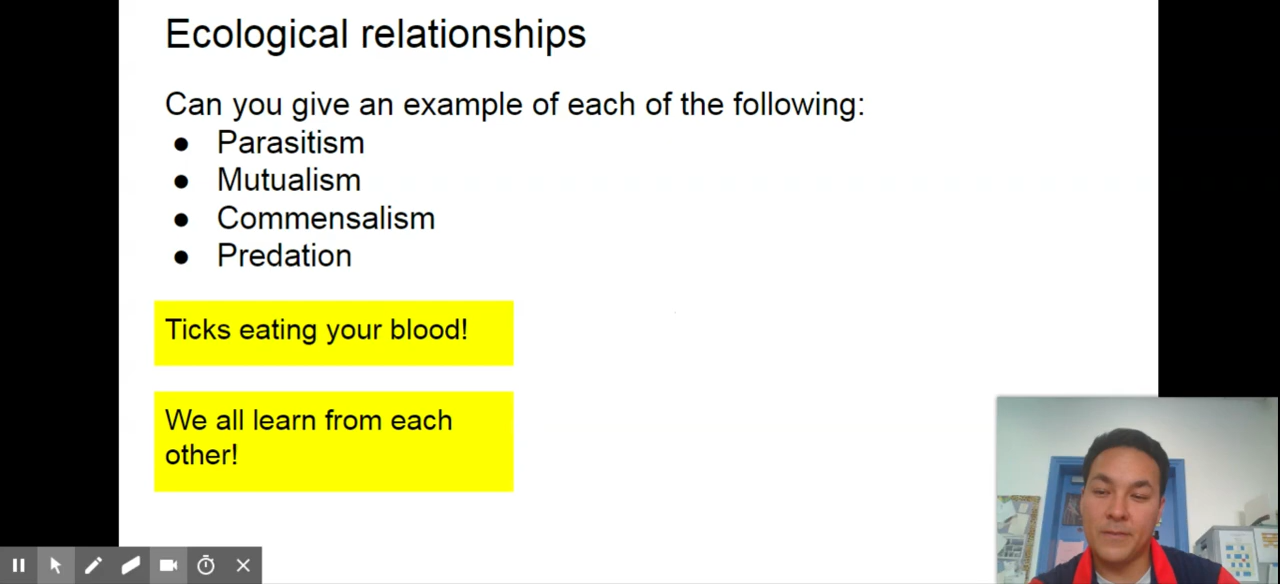 Ecological relationships
Can you give an example of each of the following:
● Parasitism
● Mutualism
● Commensalism
● Predation
Ticks eating your blood!
We all learn from each
other!